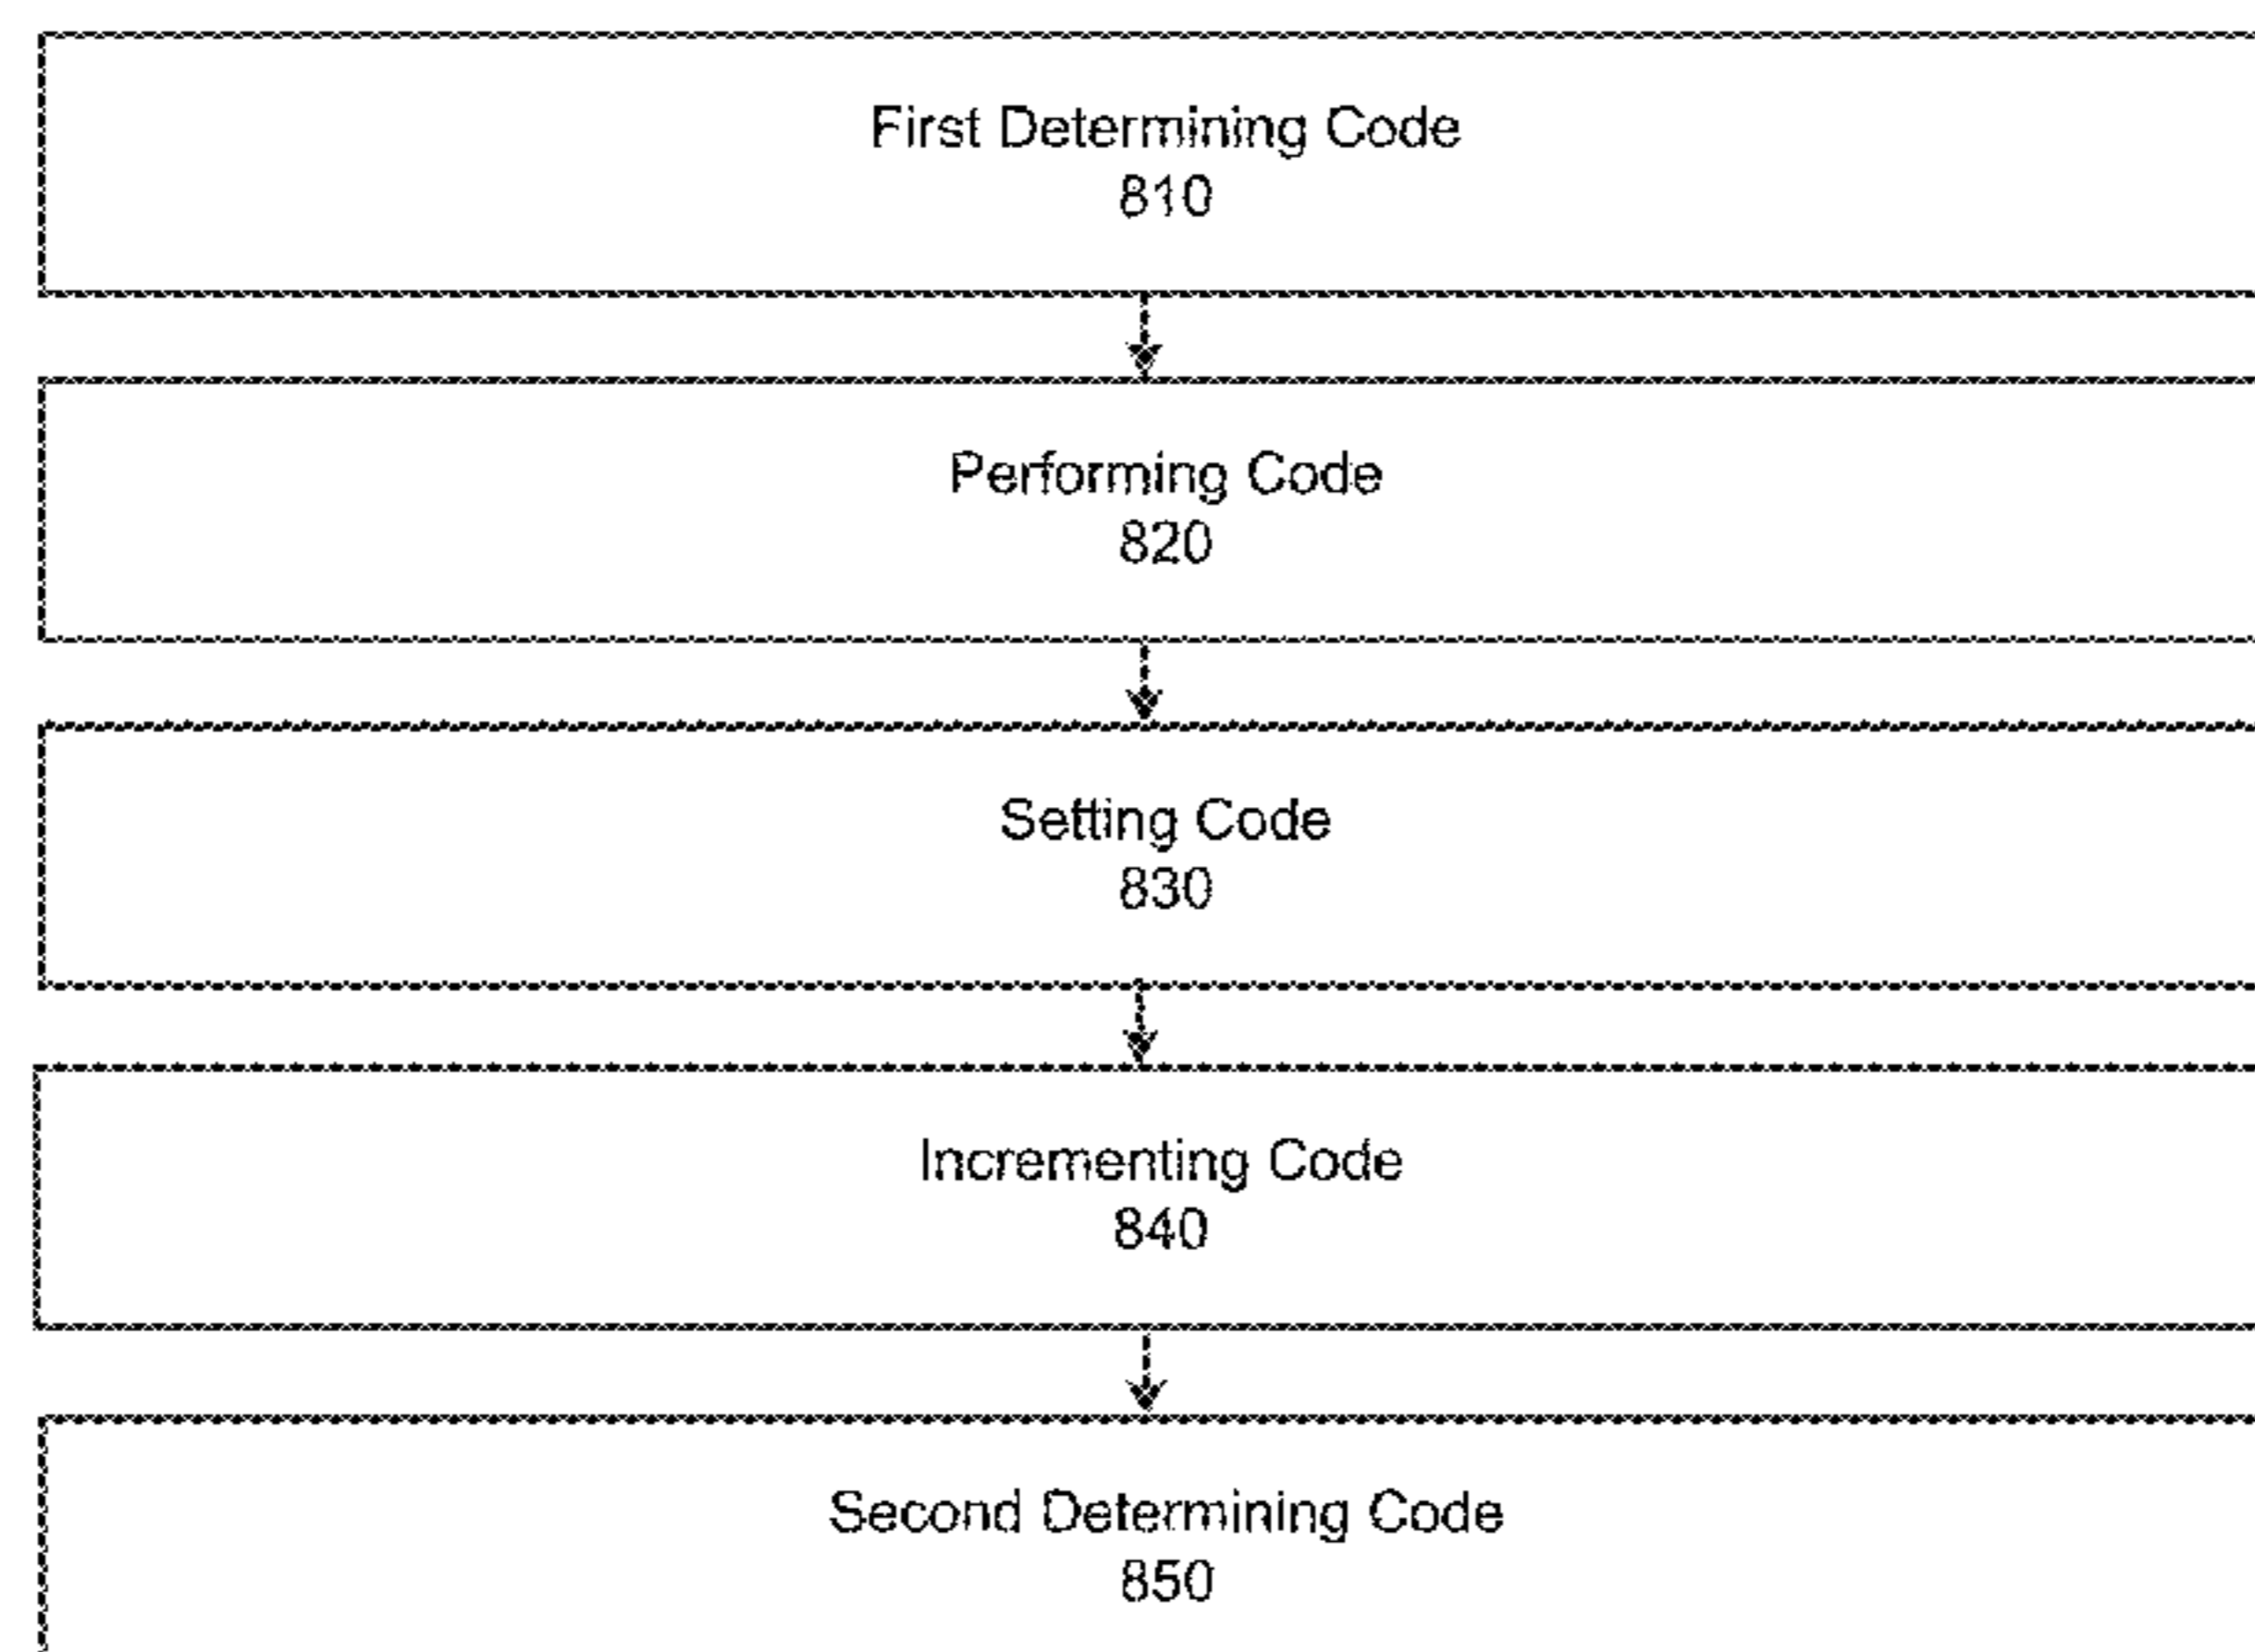 First Determining Code
810
Performing Code
820
Setting Code
830
Incrementing Code
840
Second Determining Code
850